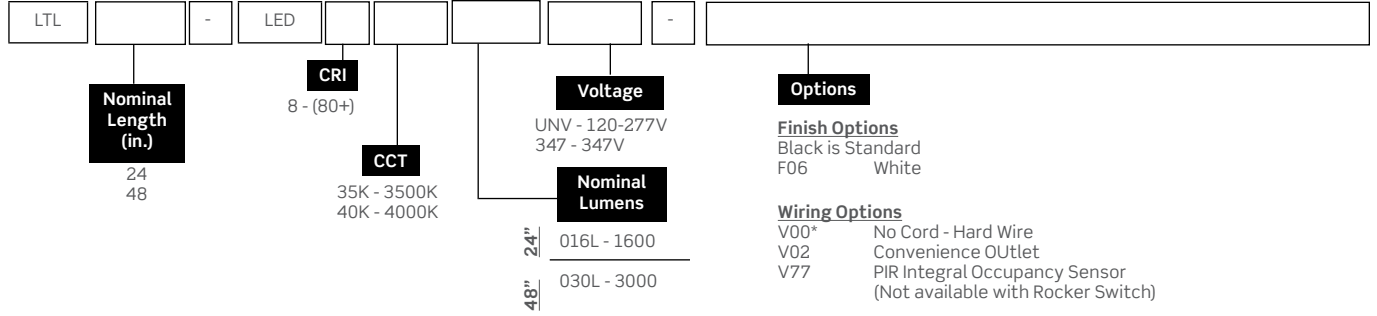 LTL - LED -
CRI
8 - (80+)
Nominal
Length
(in.)
24
48
CCT
35K - 3500K
40K - 4000K
Voltage
UNV - 120-277V
347 - 347V
Nominal
Lumens
24" 016L - 1600
48" 030L - 3000
Options
Finish Options
Black is Standard
F06 White
Wiring Options
V00* No Cord - Hard Wire
V02 Convenience OUtlet
V77 PIR Integral Occupancy Sensor
(Not available with Rocker Switch)